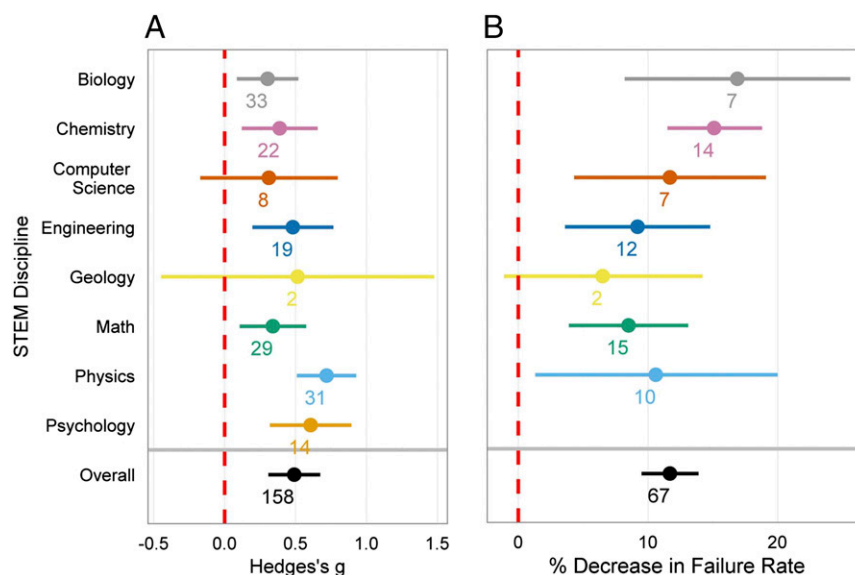 A B
Biology
33 7
Chemistry
22 14
Computer
Science
8 7
Engineering
19 12
Geology
2 2
Math
29 15
Physics
31 10
Psychology
14
Overall
158 67
STEM Discipline
-0.5 0.0 0.5 1.0 1.5 0 10 20
Hedges's g % Decrease in Failure Rate